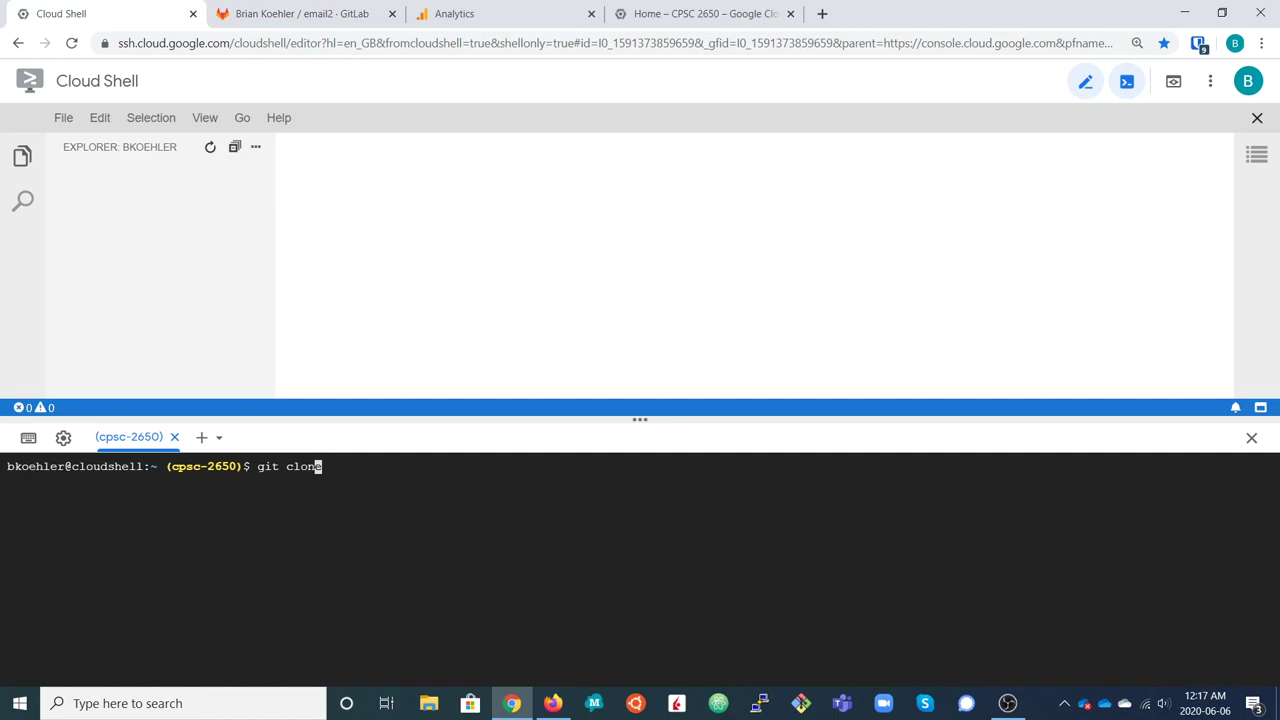 Cloud Shell
Brian Koehler / email2 · GitLab
Analytics
Home – CPSC 2650 – Google Clo
ssh.cloud.google.com/cloudshell/editor?hl=en_GB&fromcloudshell=true&shellonly=true#id=I0_1591373859659&_gfid=I0_1591373859659&parent=https://console.cloud.google.com&pfname...
9
B
Cloud Shell
B
File Edit Selection View Go Help
EXPLORER: BKOEHLER
0 0
(cpsc-2650)
bkoehler@cloudshell:~ (cpsc-2650)$ git clone
Type here to search
12:17 AM
2020-06-06
3